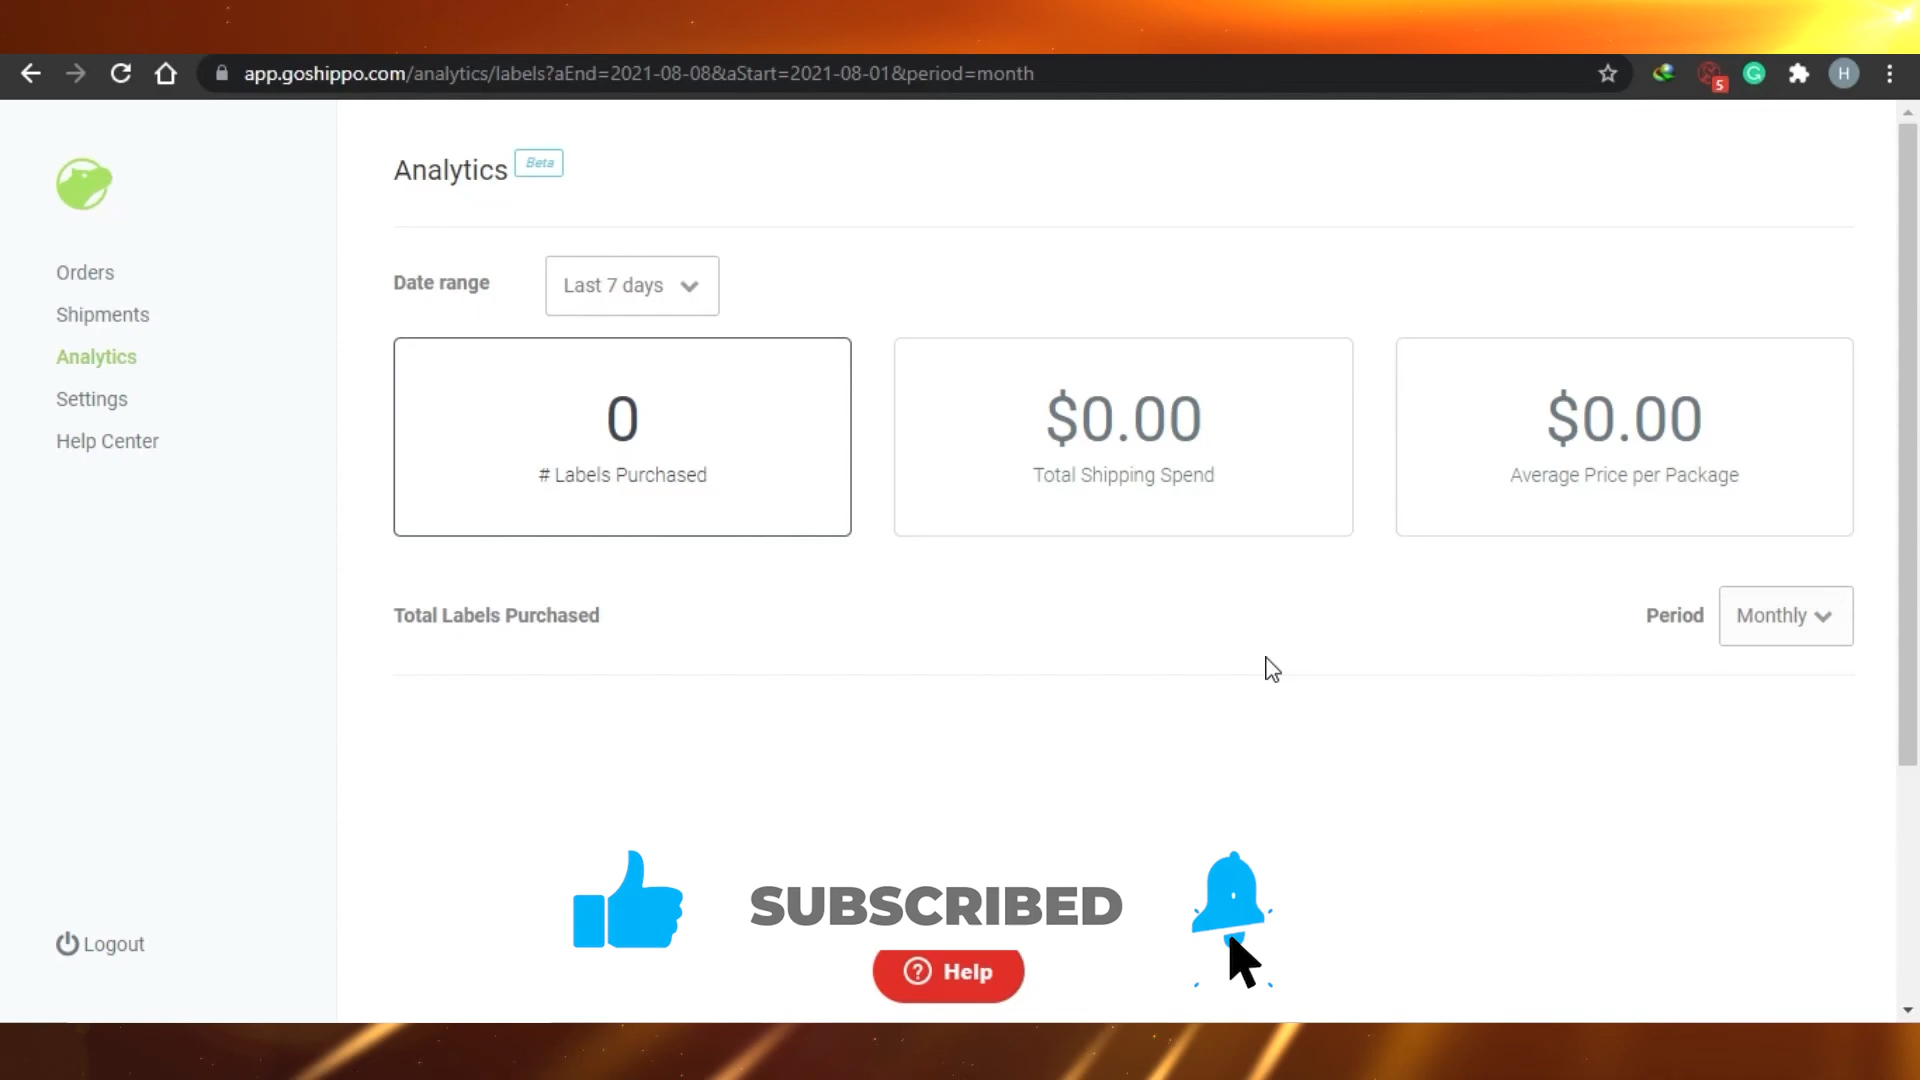 app.goshippo.com/analytics/labels?aEnd=2021-08-08&aStart=2021-08-01&period=month
5
G
H
Analytics
Beta
Orders
Shipments
Analytics
Settings
Help Center
Date range
Last 7 days
0
# Labels Purchased
$0.00
Total Shipping Spend
$0.00
Average Price per Package
Total Labels Purchased
Period
Monthly
SUBSCRIBED
? Help
Logout